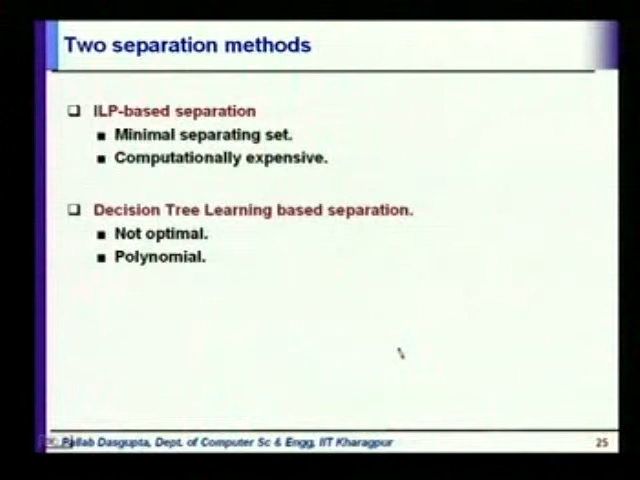 Two separation methods
ILP-based separation
Minimal separating set.
Computationally expensive.
Decision Tree Learning based separation.
Not optimal.
Polynomial.
Pallab Dasgupta, Dept. of Computer Sc & Engg, IIT Kharagpur
25